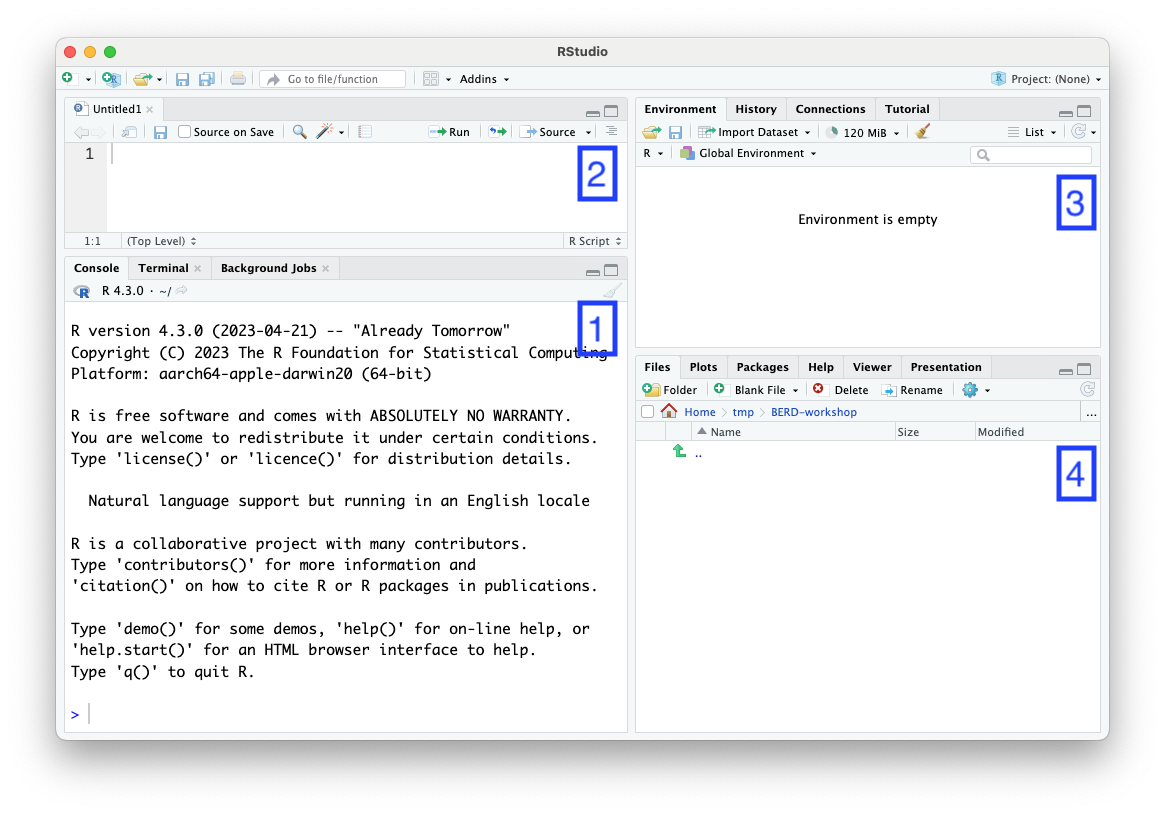 RStudio
Go to file/function
Addins
Project: (None)
Untitled1
Source on Save
Run
Source
1
2
1:1
(Top Level)
R Script
Console
Terminal
Background Jobs
R 4.3.0 · ~/
1
R version 4.3.0 (2023-04-21) -- "Already Tomorrow"
Copyright (C) 2023 The R Foundation for Statistical Computing
Platform: aarch64-apple-darwin20 (64-bit)
R is free software and comes with ABSOLUTELY NO WARRANTY.
You are welcome to redistribute it under certain conditions.
Type 'license()' or 'licence()' for distribution details.
Natural language support but running in an English locale
R is a collaborative project with many contributors.
Type 'contributors()' for more information and
'citation()' on how to cite R or R packages in publications.
Type 'demo()' for some demos, 'help()' for on-line help, or
'help.start()' for an HTML browser interface to help.
Type 'q()' to quit R.
>
Environment History Connections Tutorial
Import Dataset 120 MiB List
R Global Environment
3
Environment is empty
Files Plots Packages Help Viewer Presentation
Folder Blank File Delete Rename
Home tmp BERD-workshop ...
Name Size Modified
..
4